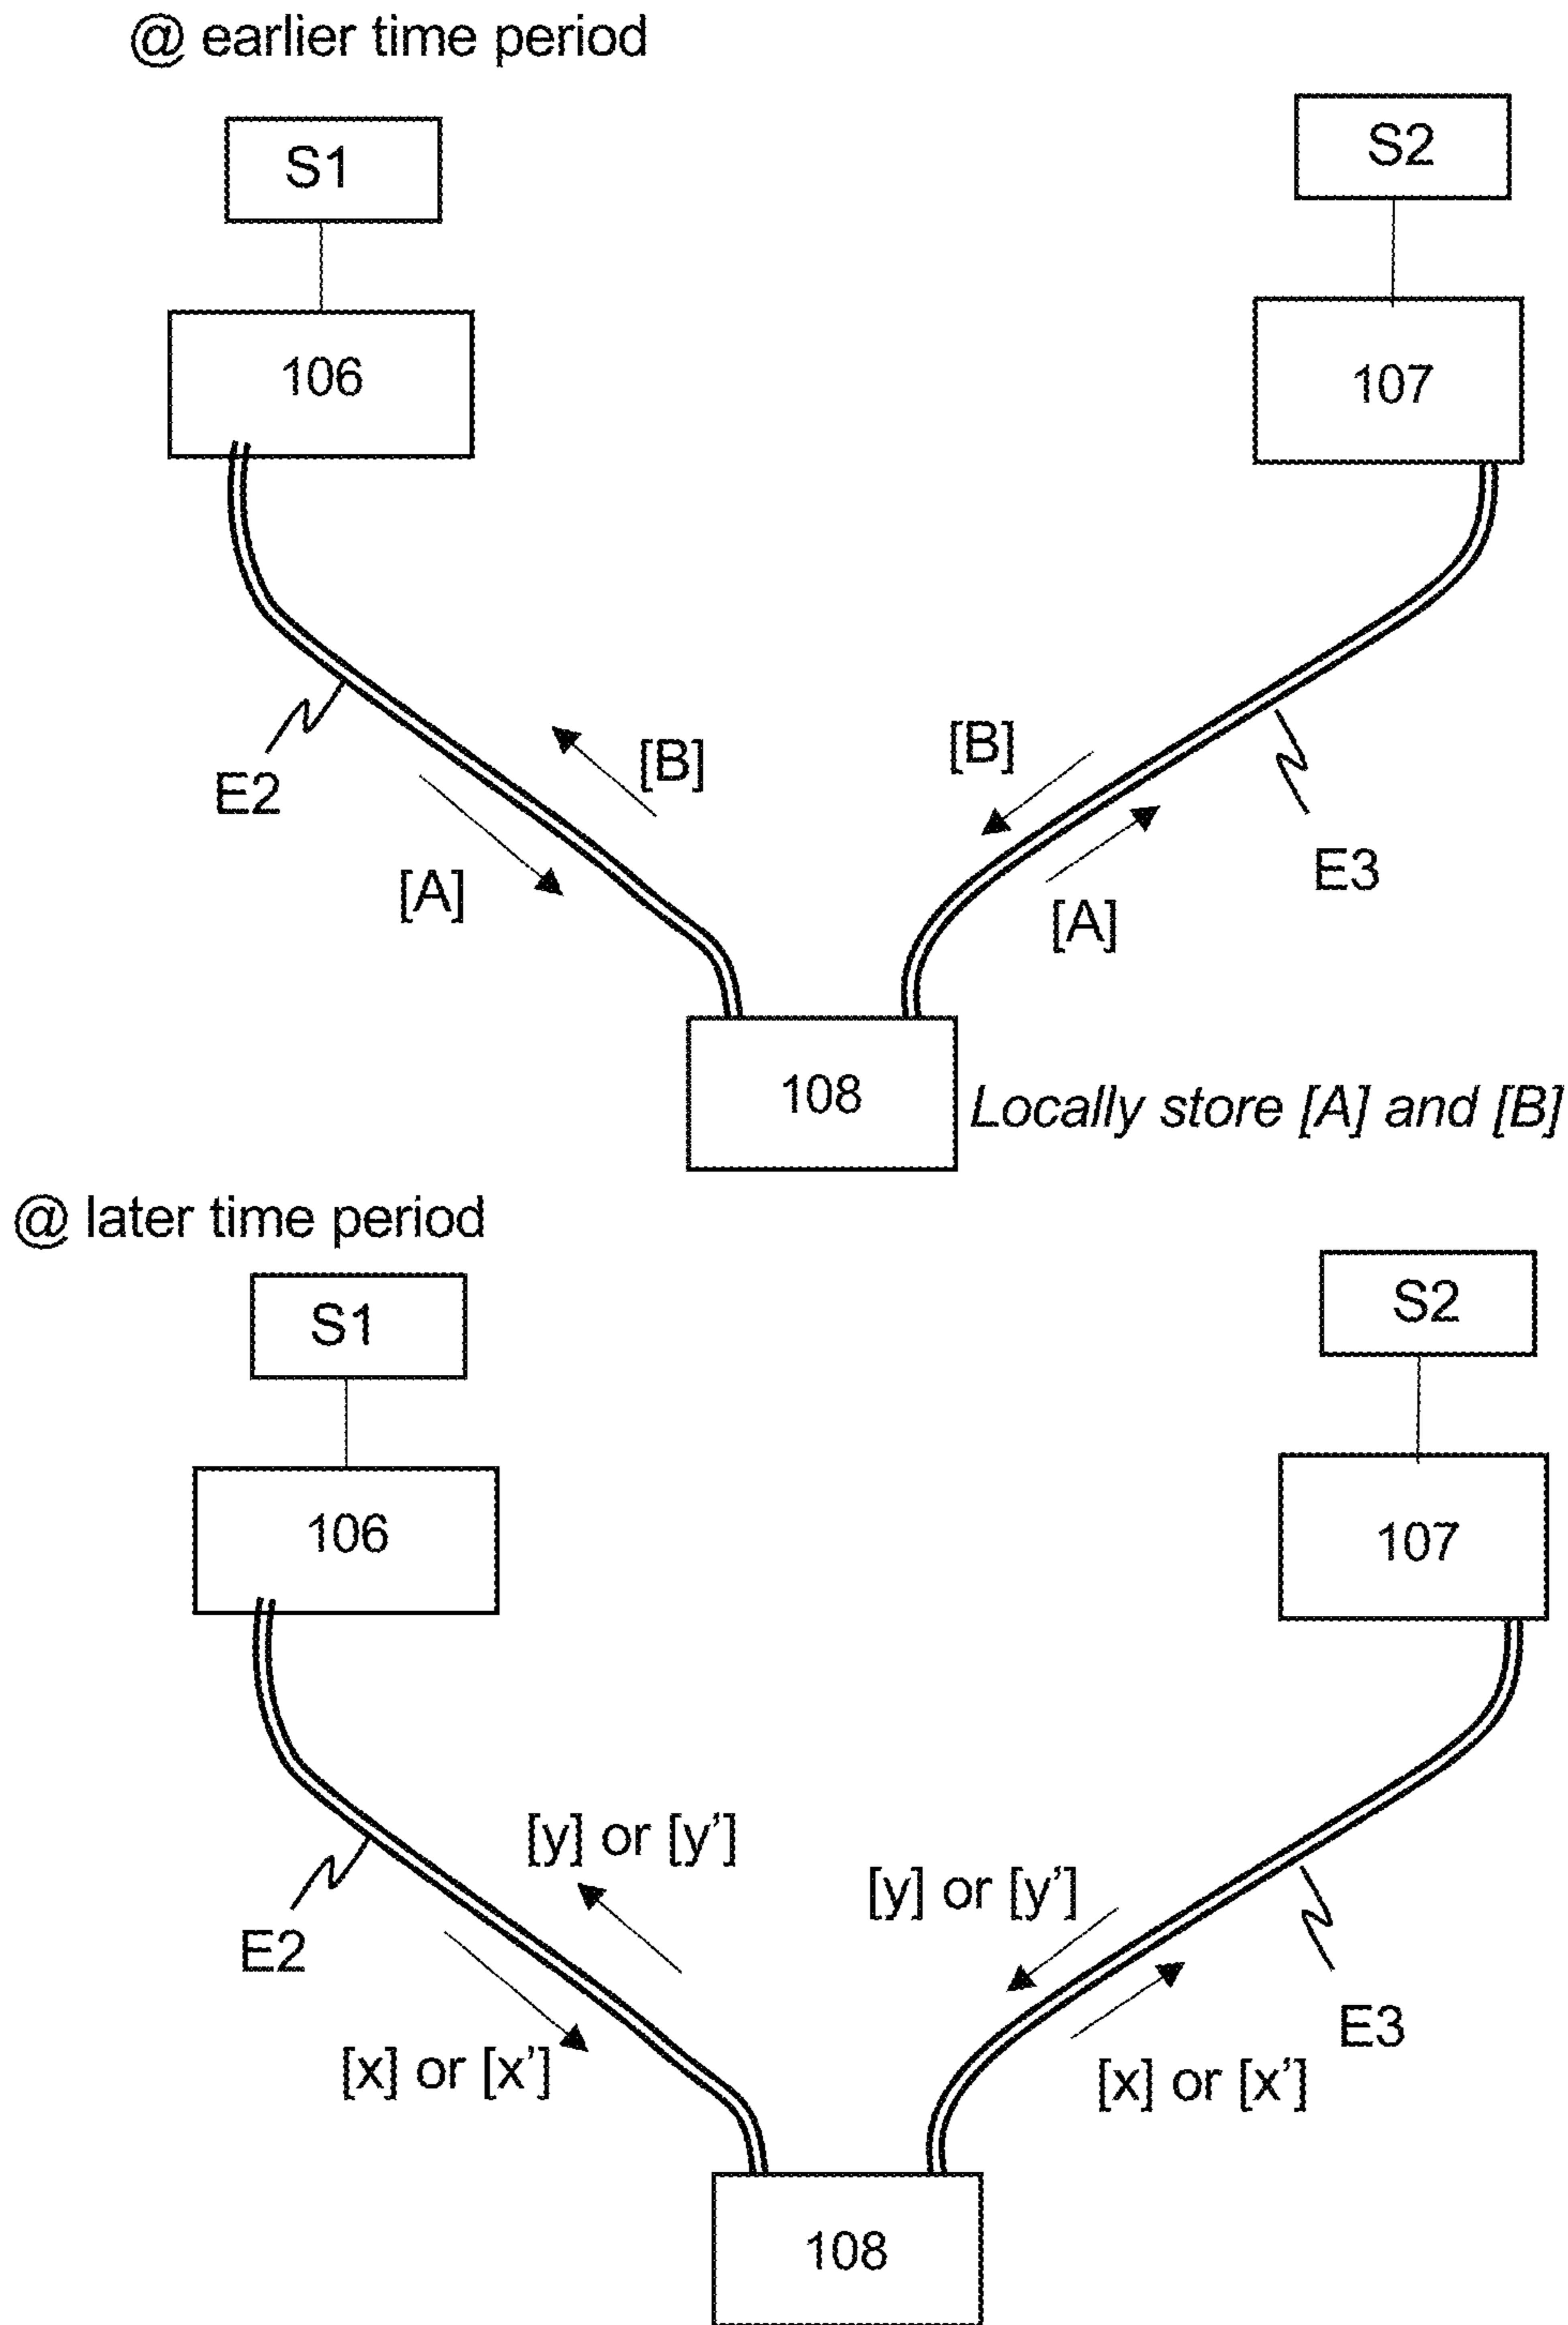 @ earlier time period
S1
S2
106
107
[B]
[B]
E2
E3
[A]
[A]
108
Locally store [A] and [B]
@ later time period
S1
S2
106
107
[y] or [y’]
[y] or [y’]
E2
E3
[x] or [x’]
[x] or [x’]
108